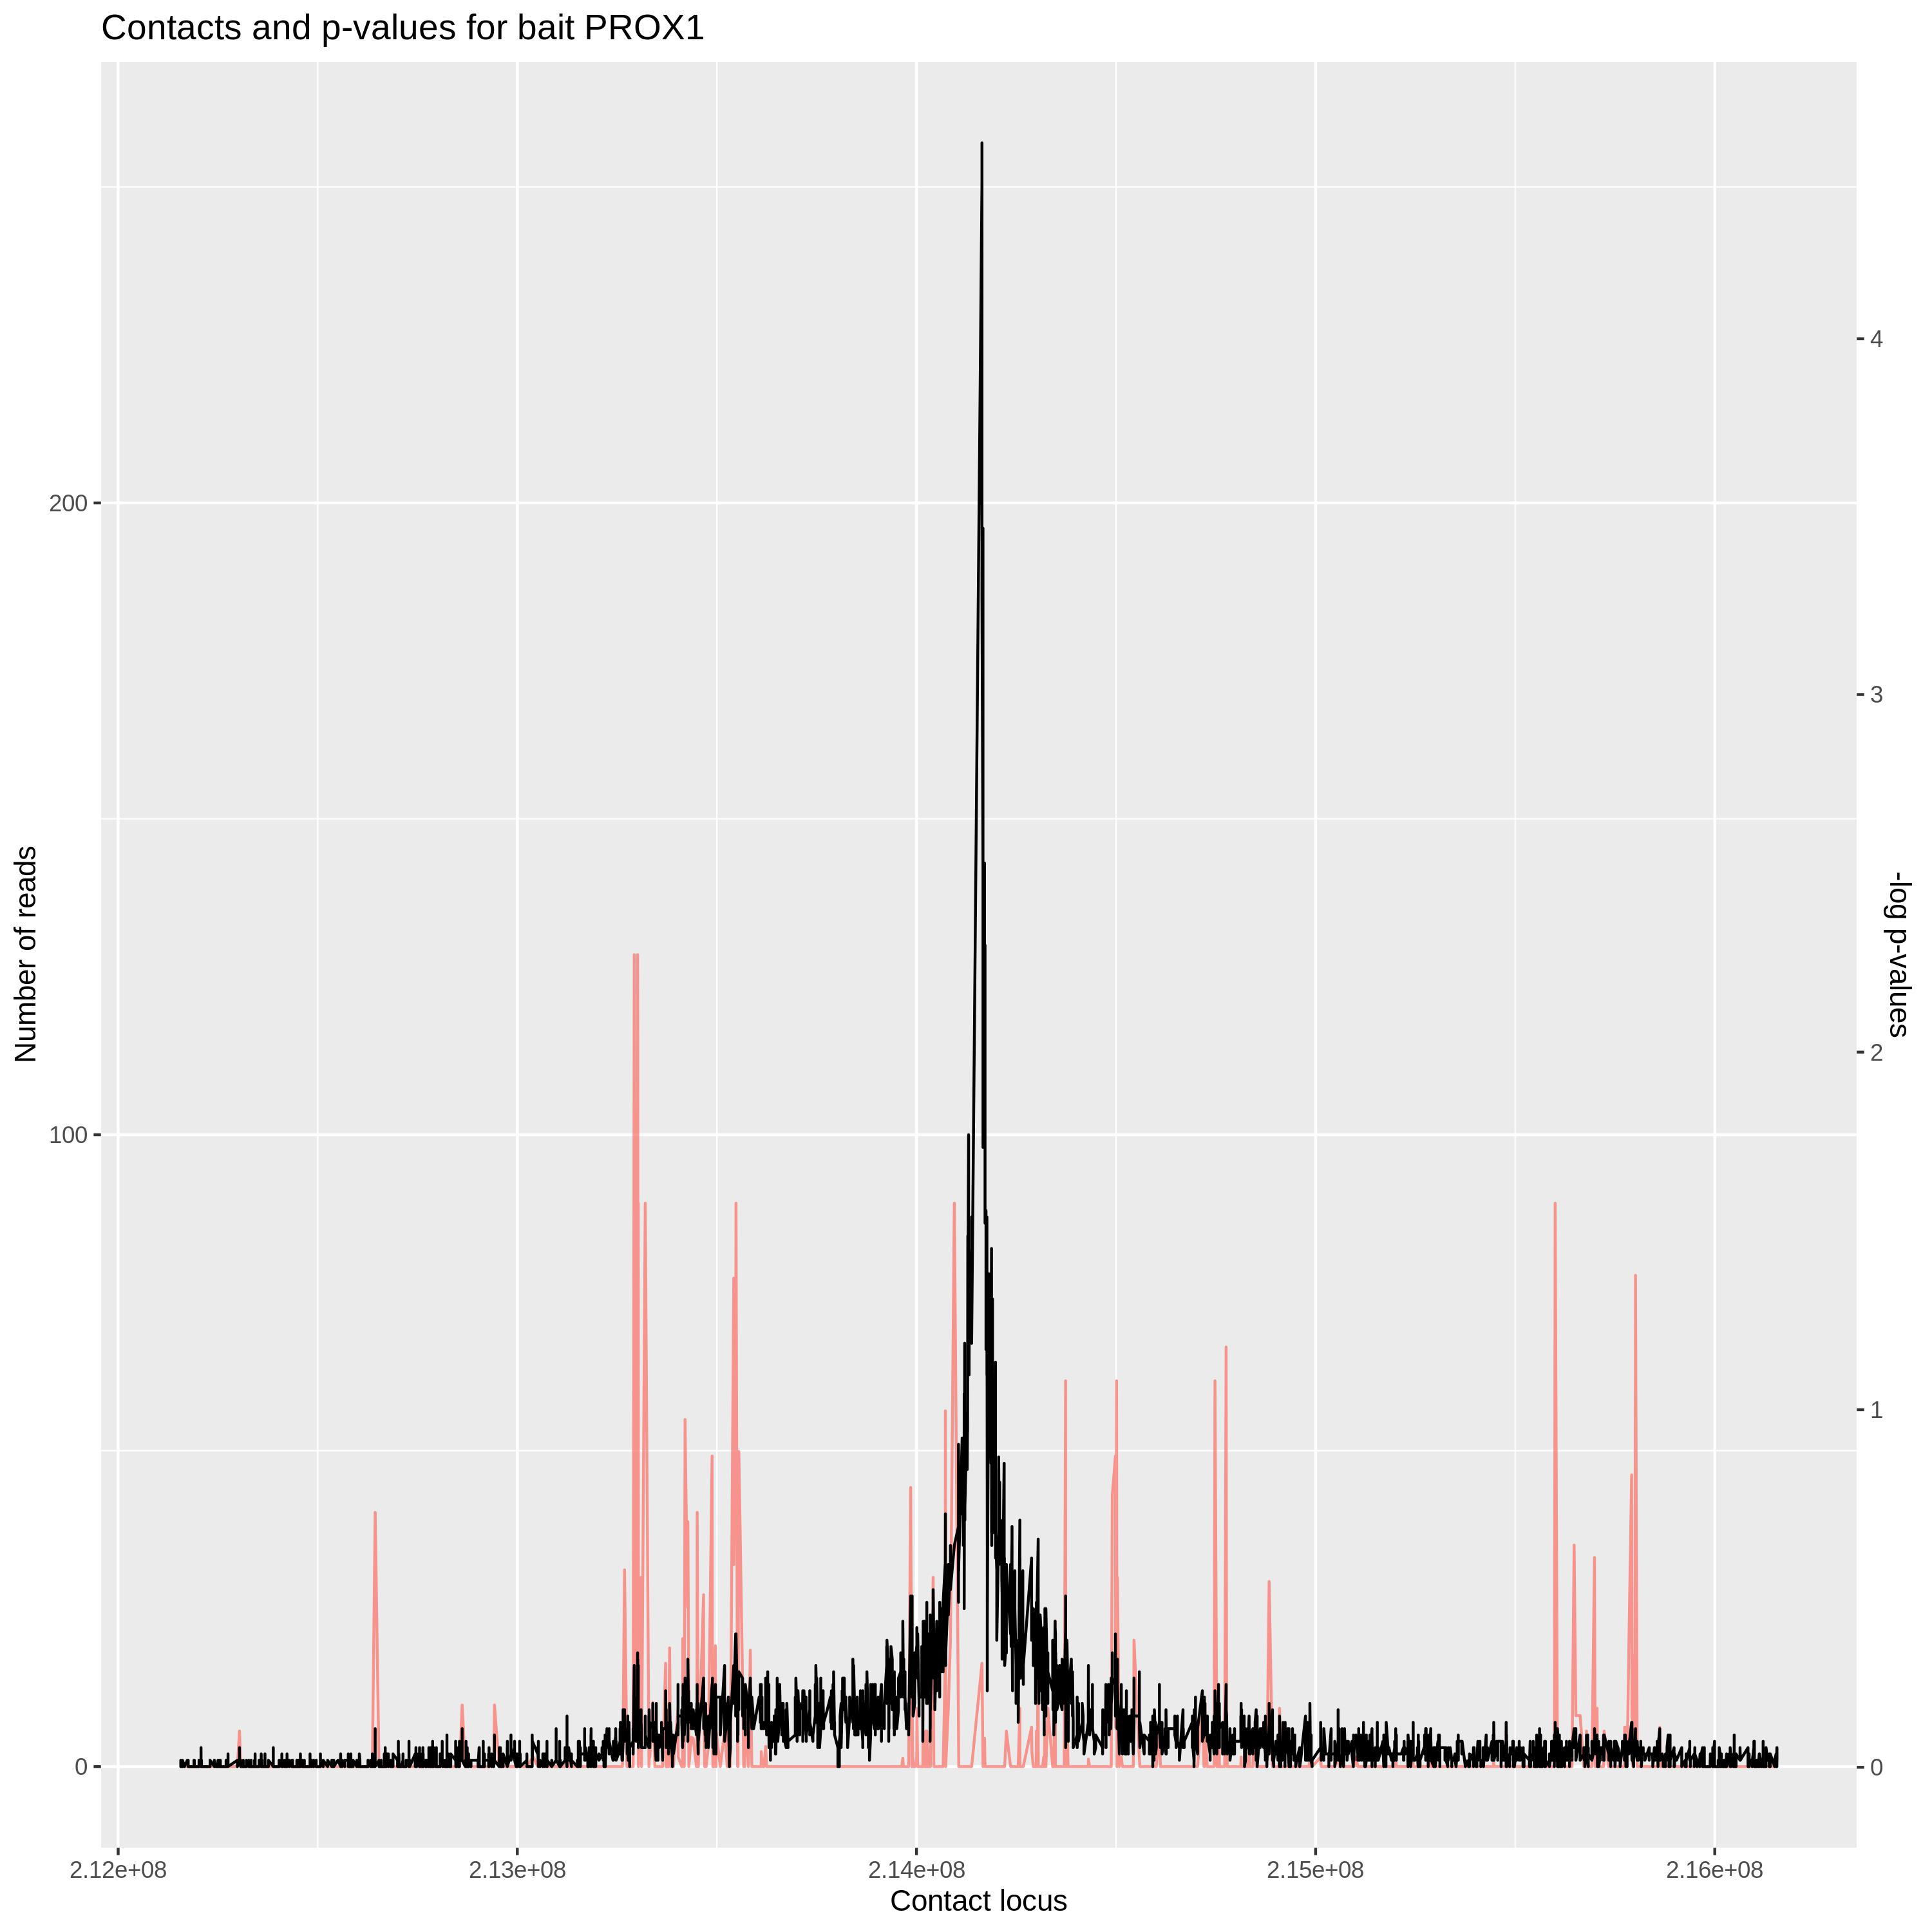 Contacts and p-values for bait PROX1
Number of reads
200
100
0
4
3
2
1
0
-log p-values
2.12e+08
2.13e+08
2.14e+08
2.15e+08
2.16e+08
Contact locus